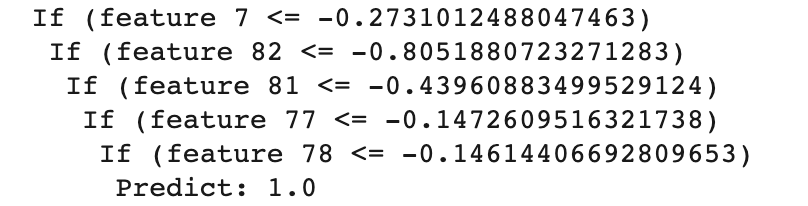 If (feature 7 <= -0.2731012488047463)
If (feature 82 <= -0.8051880723271283)
If (feature 81 <= -0.43960883499529124)
If (feature 77 <= -0.1472609516321738)
If (feature 78 <= -0.14614406692809653)
Predict: 1.0